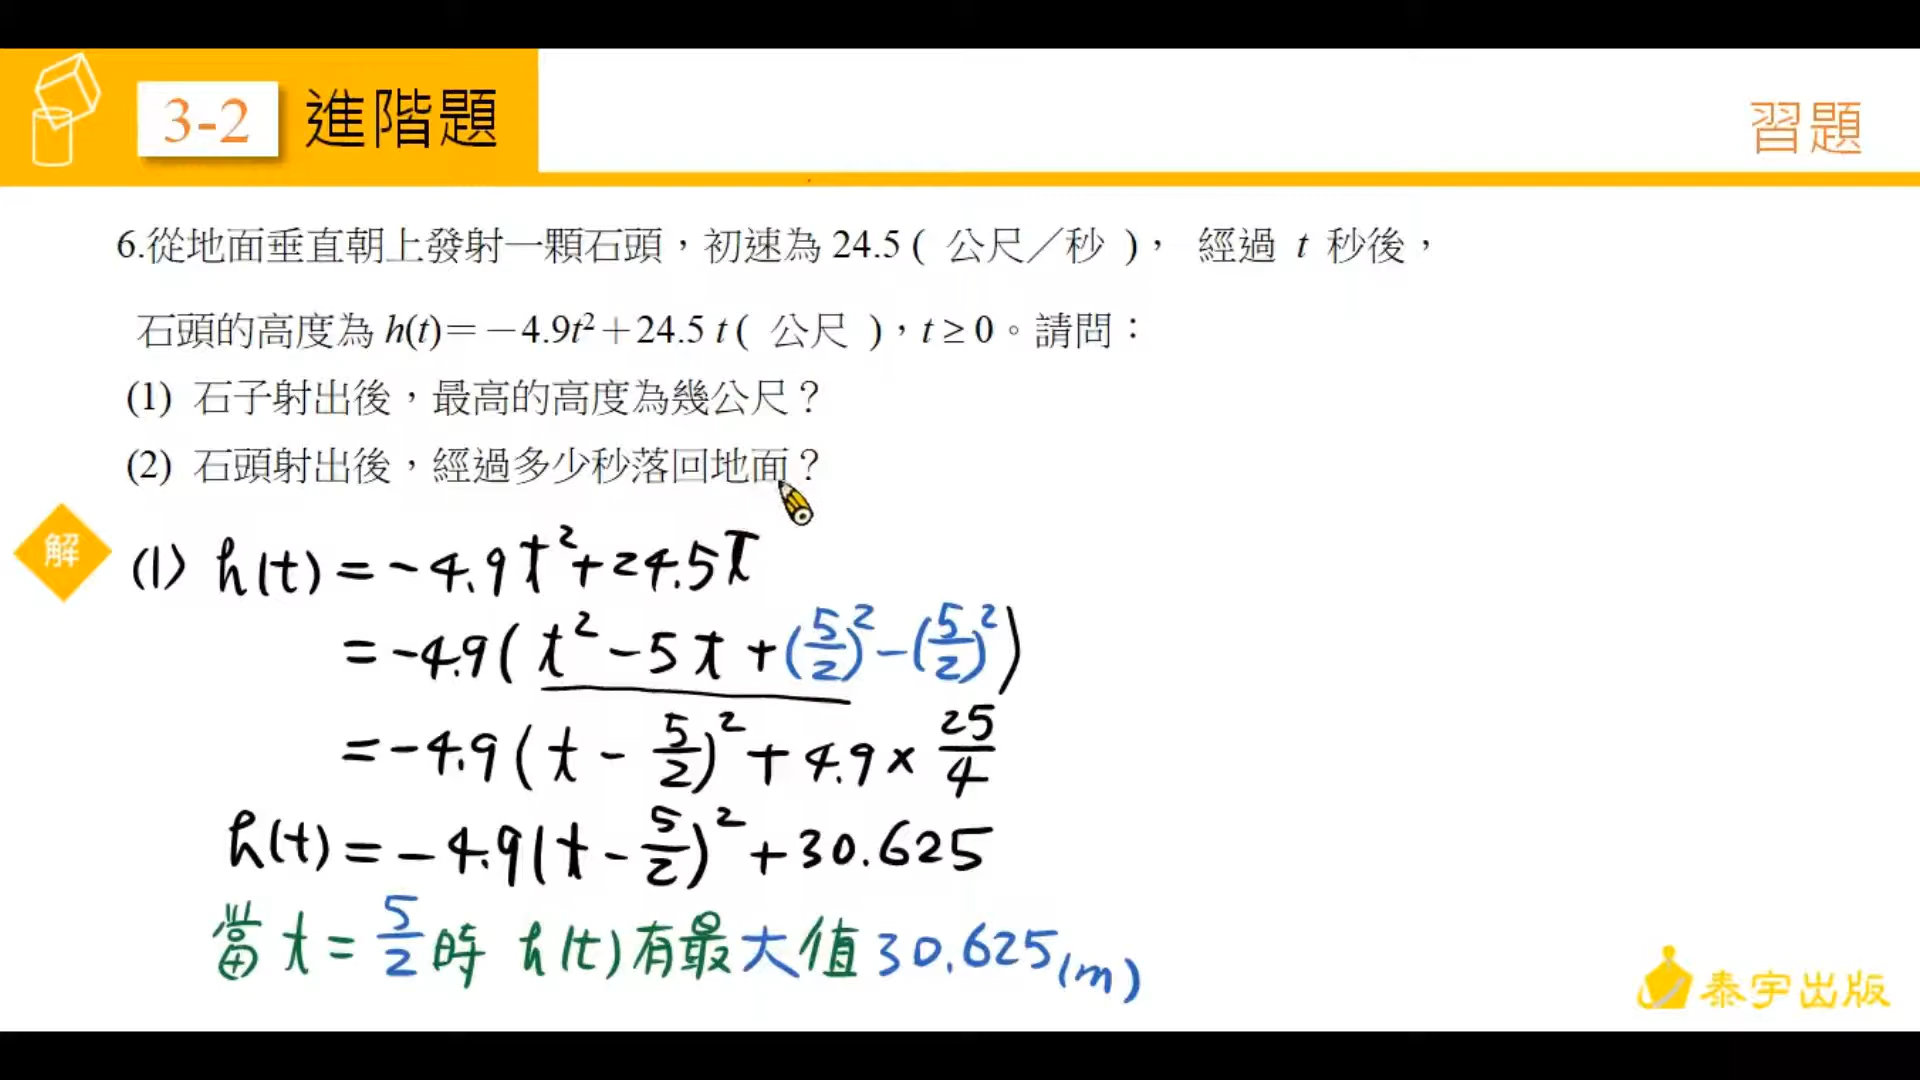 3-2 進階題
習題
6.從地面垂直朝上發射一顆石頭，初速為 24.5 ( 公尺／秒 )， 經過 t 秒後，
石頭的高度為 h(t)＝－4.9t²＋24.5 t ( 公尺 )，t ≥ 0。請問：
(1) 石子射出後，最高的高度為幾公尺？
(2) 石頭射出後，經過多少秒落回地面？
解
(1) h(t) = -4.9t² + 24.5t
= -4.9( t² - 5t + (5/2)² - (5/2)² )
= -4.9( t - 5/2 )² + 4.9 × 25/4
h(t) = -4.9( t - 5/2 )² + 30.625
當 t = 5/2 時 h(t) 有最大值 30.625 (m)
泰宇出版